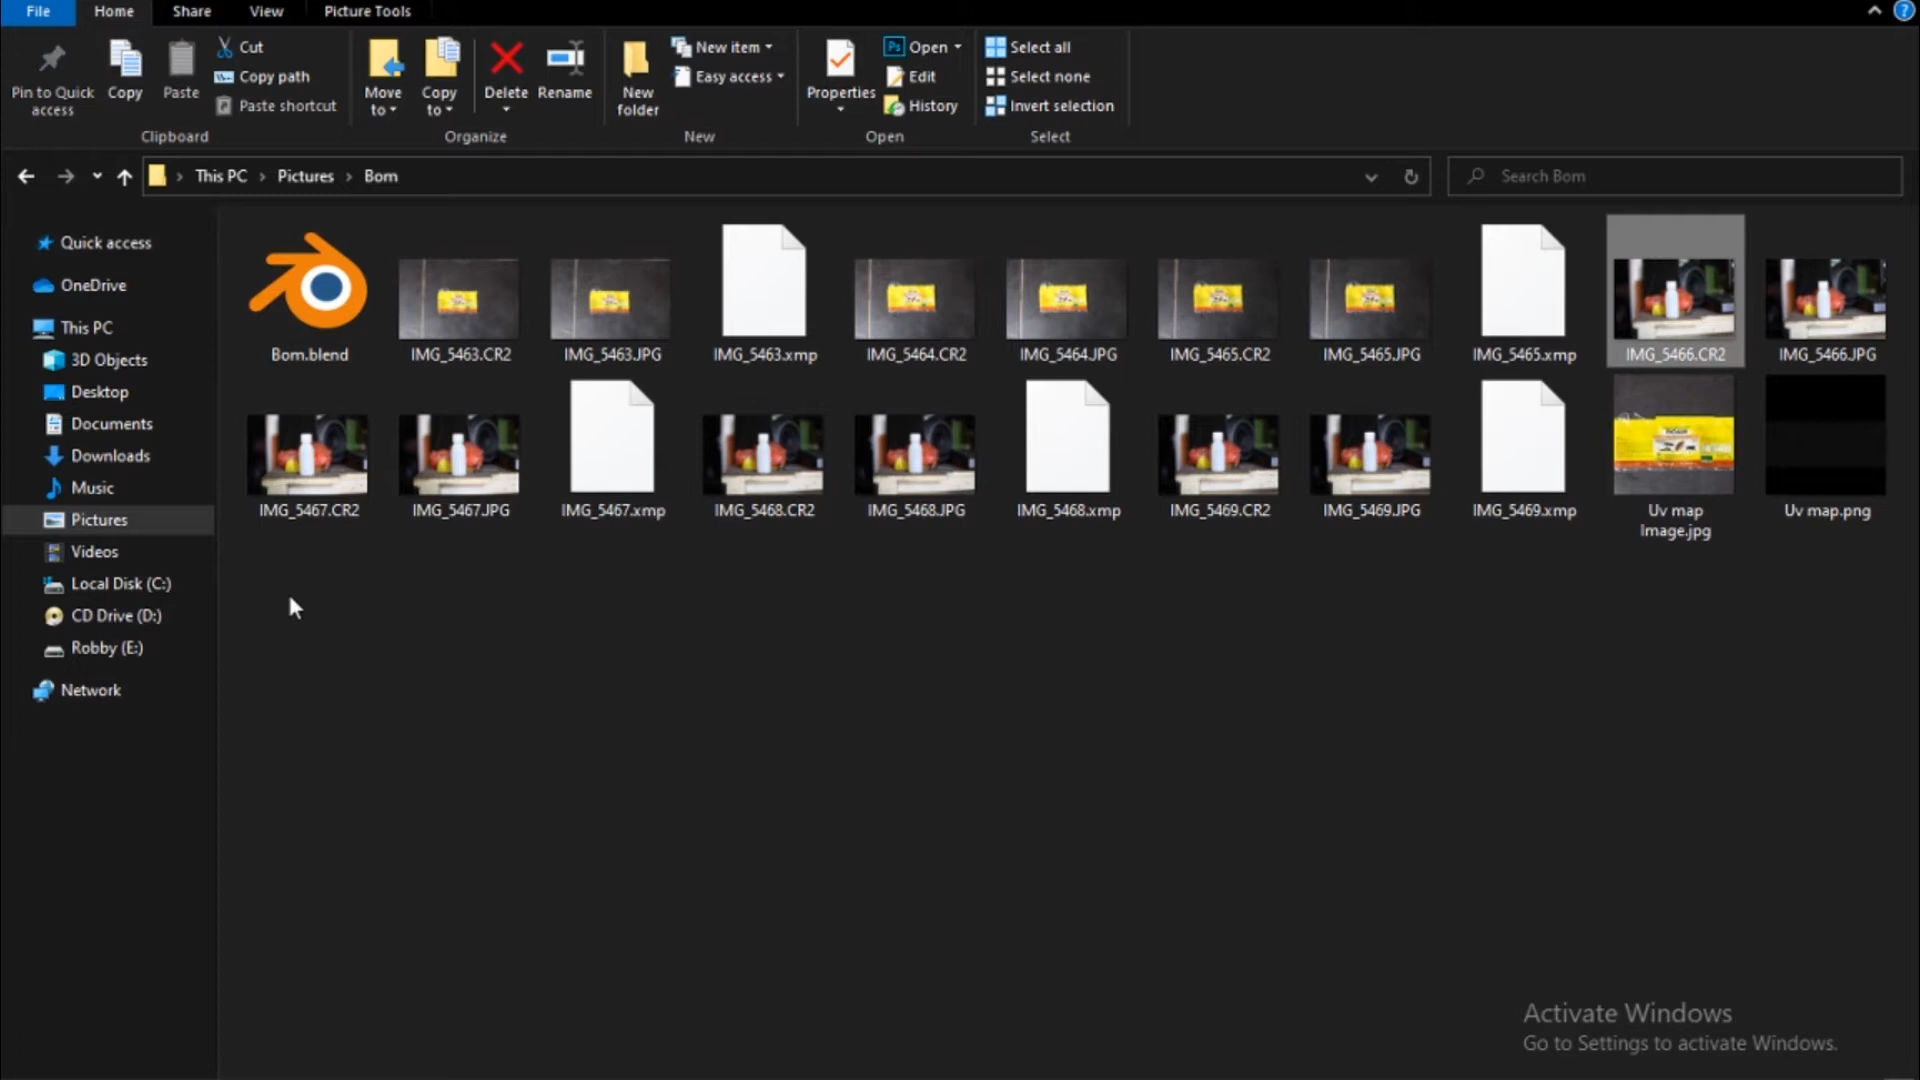 File Home Share View Picture Tools
Pin to Quick access
Copy
Paste
Cut
Copy path
Paste shortcut
Clipboard
Move to
Copy to
Delete
Rename
Organize
New folder
New item
Easy access
New
Properties
Open
Edit
History
Open
Select all
Select none
Invert selection
Select
This PC > Pictures > Bom
Search Bom
Quick access
OneDrive
This PC
3D Objects
Desktop
Documents
Downloads
Music
Pictures
Videos
Local Disk (C:)
CD Drive (D:)
Robby (E:)
Network
Bom.blend IMG_5463.CR2 IMG_5463.JPG IMG_5463.xmp IMG_5464.CR2 IMG_5464.JPG IMG_5465.CR2 IMG_5465.JPG IMG_5465.xmp IMG_5466.CR2 IMG_5466.JPG
IMG_5467.CR2 IMG_5467.JPG IMG_5467.xmp IMG_5468.CR2 IMG_5468.JPG IMG_5468.xmp IMG_5469.CR2 IMG_5469.JPG IMG_5469.xmp Uv map Uv map.png
Image.jpg
Activate Windows
Go to Settings to activate Windows.